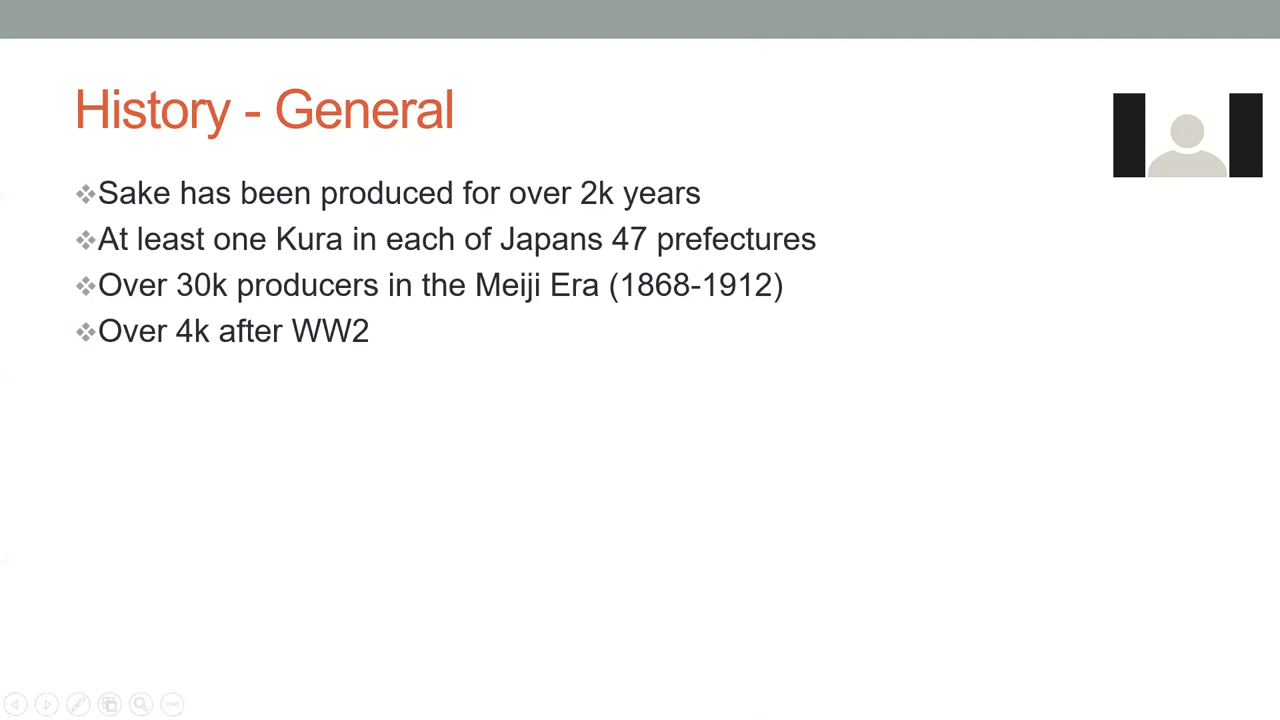 History - General
Sake has been produced for over 2k years
At least one Kura in each of Japans 47 prefectures
Over 30k producers in the Meiji Era (1868-1912)
Over 4k after WW2